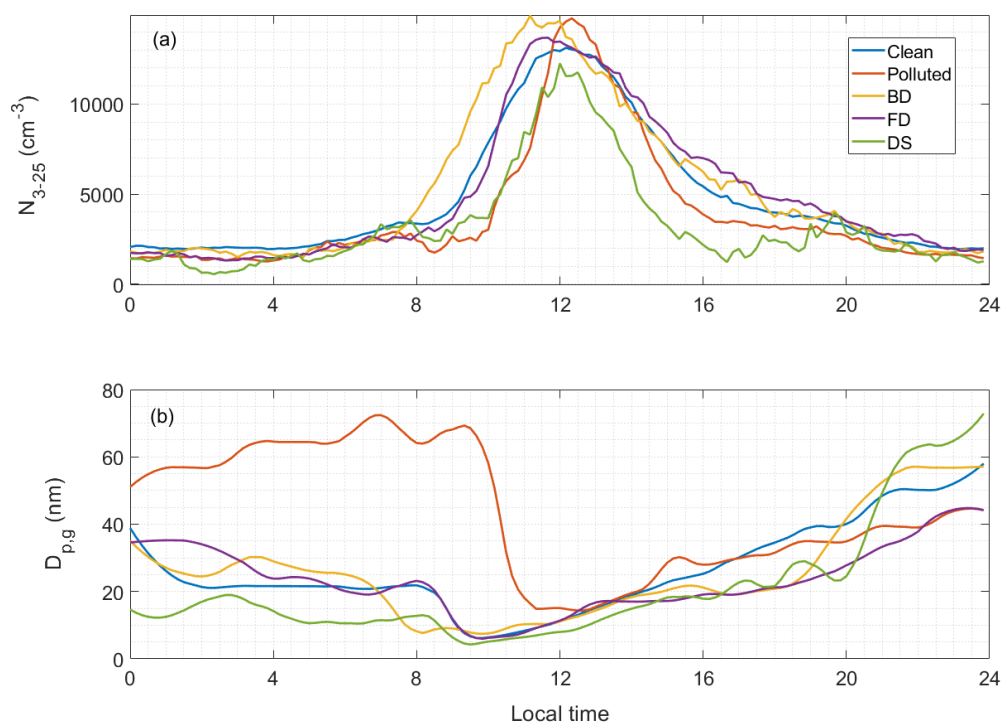 (a)
N3-25 (cm-3)
10000
5000
0
0 4 8 12 16 20 24
Clean
Polluted
BD
FD
DS
(b)
Dp,g (nm)
80
60
40
20
0
0 4 8 12 16 20 24
Local time